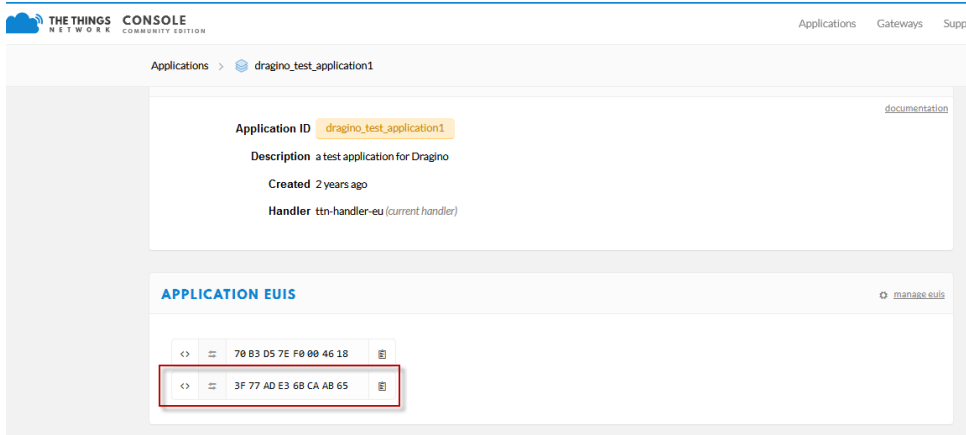 THE THINGS CONSOLE
NETWORK COMMUNITY EDITION
Applications Gateways Supp
Applications > dragino_test_application1
documentation
Application ID dragino_test_application1
Description a test application for Dragino
Created 2 years ago
Handler ttn-handler-eu (current handler)
APPLICATION EUIS
manage euis
<> 70 B3 D5 7E F0 00 46 18
<> 3F 77 AD E3 6B CA AB 65